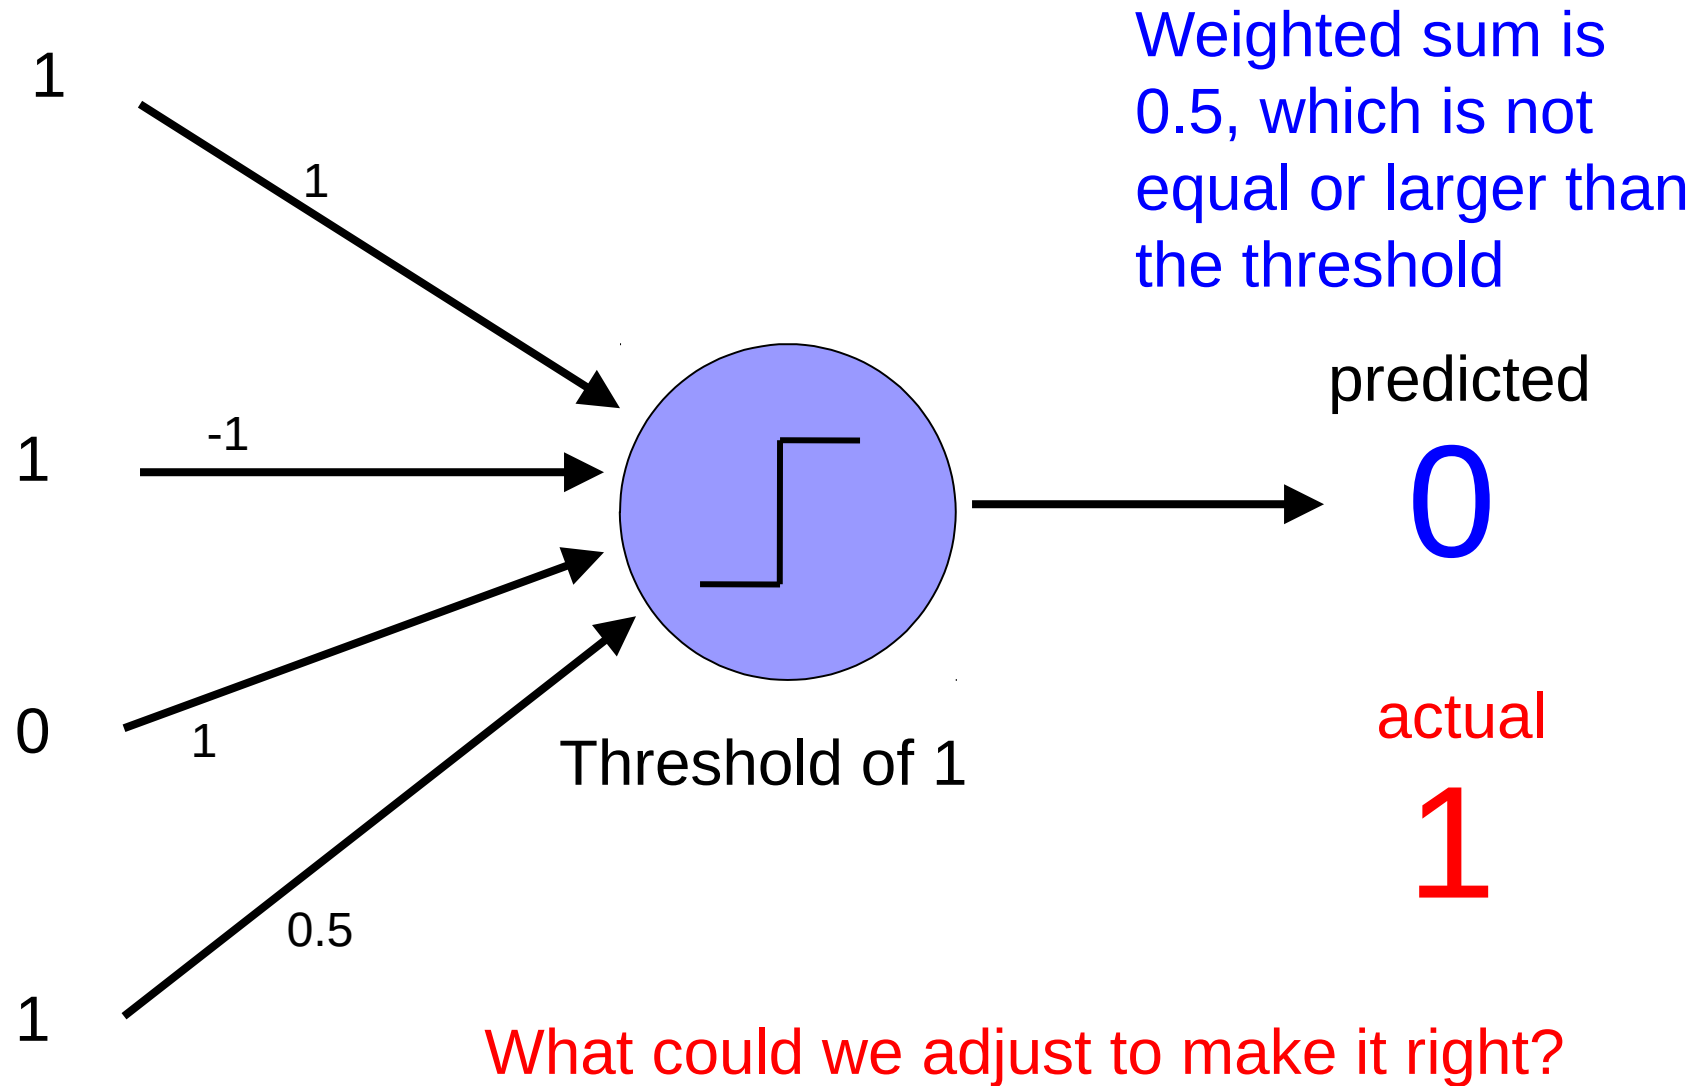 1
Weighted sum is
0.5, which is not
equal or larger than
the threshold
1
predicted
1
-1
0
0
1
Threshold of 1
actual
1
0.5
1
What could we adjust to make it right?